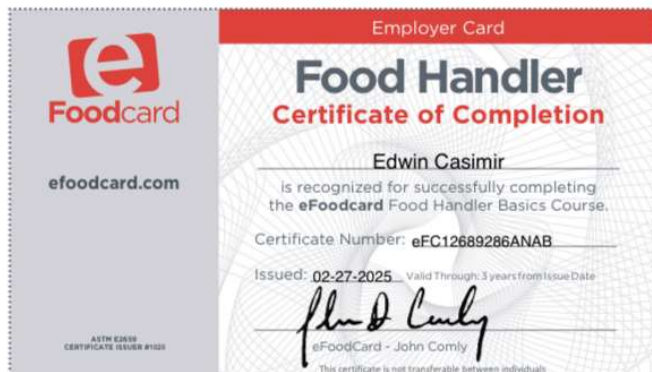 Employer Card
e
Foodcard
efoodcard.com
ASTM E2659
CERTIFICATE ISSUER #1020
Food Handler
Certificate of Completion
Edwin Casimir
is recognized for successfully completing
the eFoodcard Food Handler Basics Course.
Certificate Number: eFC12689286ANAB
Issued: 02-27-2025 Valid Through: 3 years from Issue Date
eFoodCard - John Comly
This certificate is not transferable between individuals